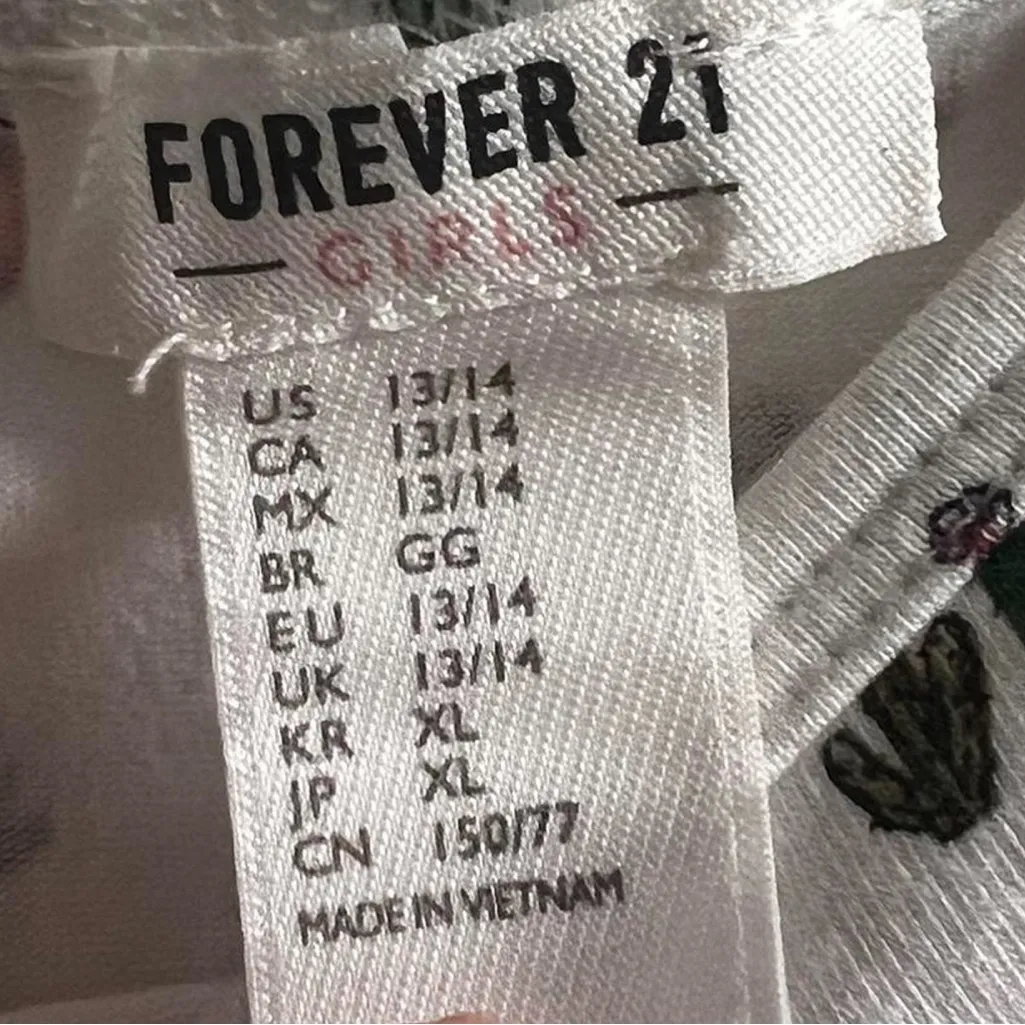 FOREVER 21
GIRLS
US 13/14
CA 13/14
MX 13/14
BR GG
EU 13/14
UK 13/14
KR XL
JP XL
CN 150/77
MADE IN VIETNAM